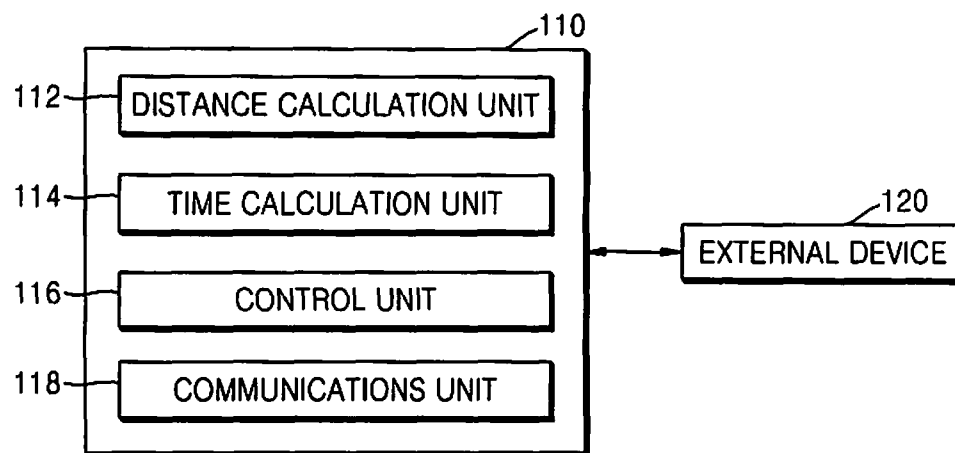 110
112
DISTANCE CALCULATION UNIT
114
TIME CALCULATION UNIT
120
EXTERNAL DEVICE
116
CONTROL UNIT
118
COMMUNICATIONS UNIT